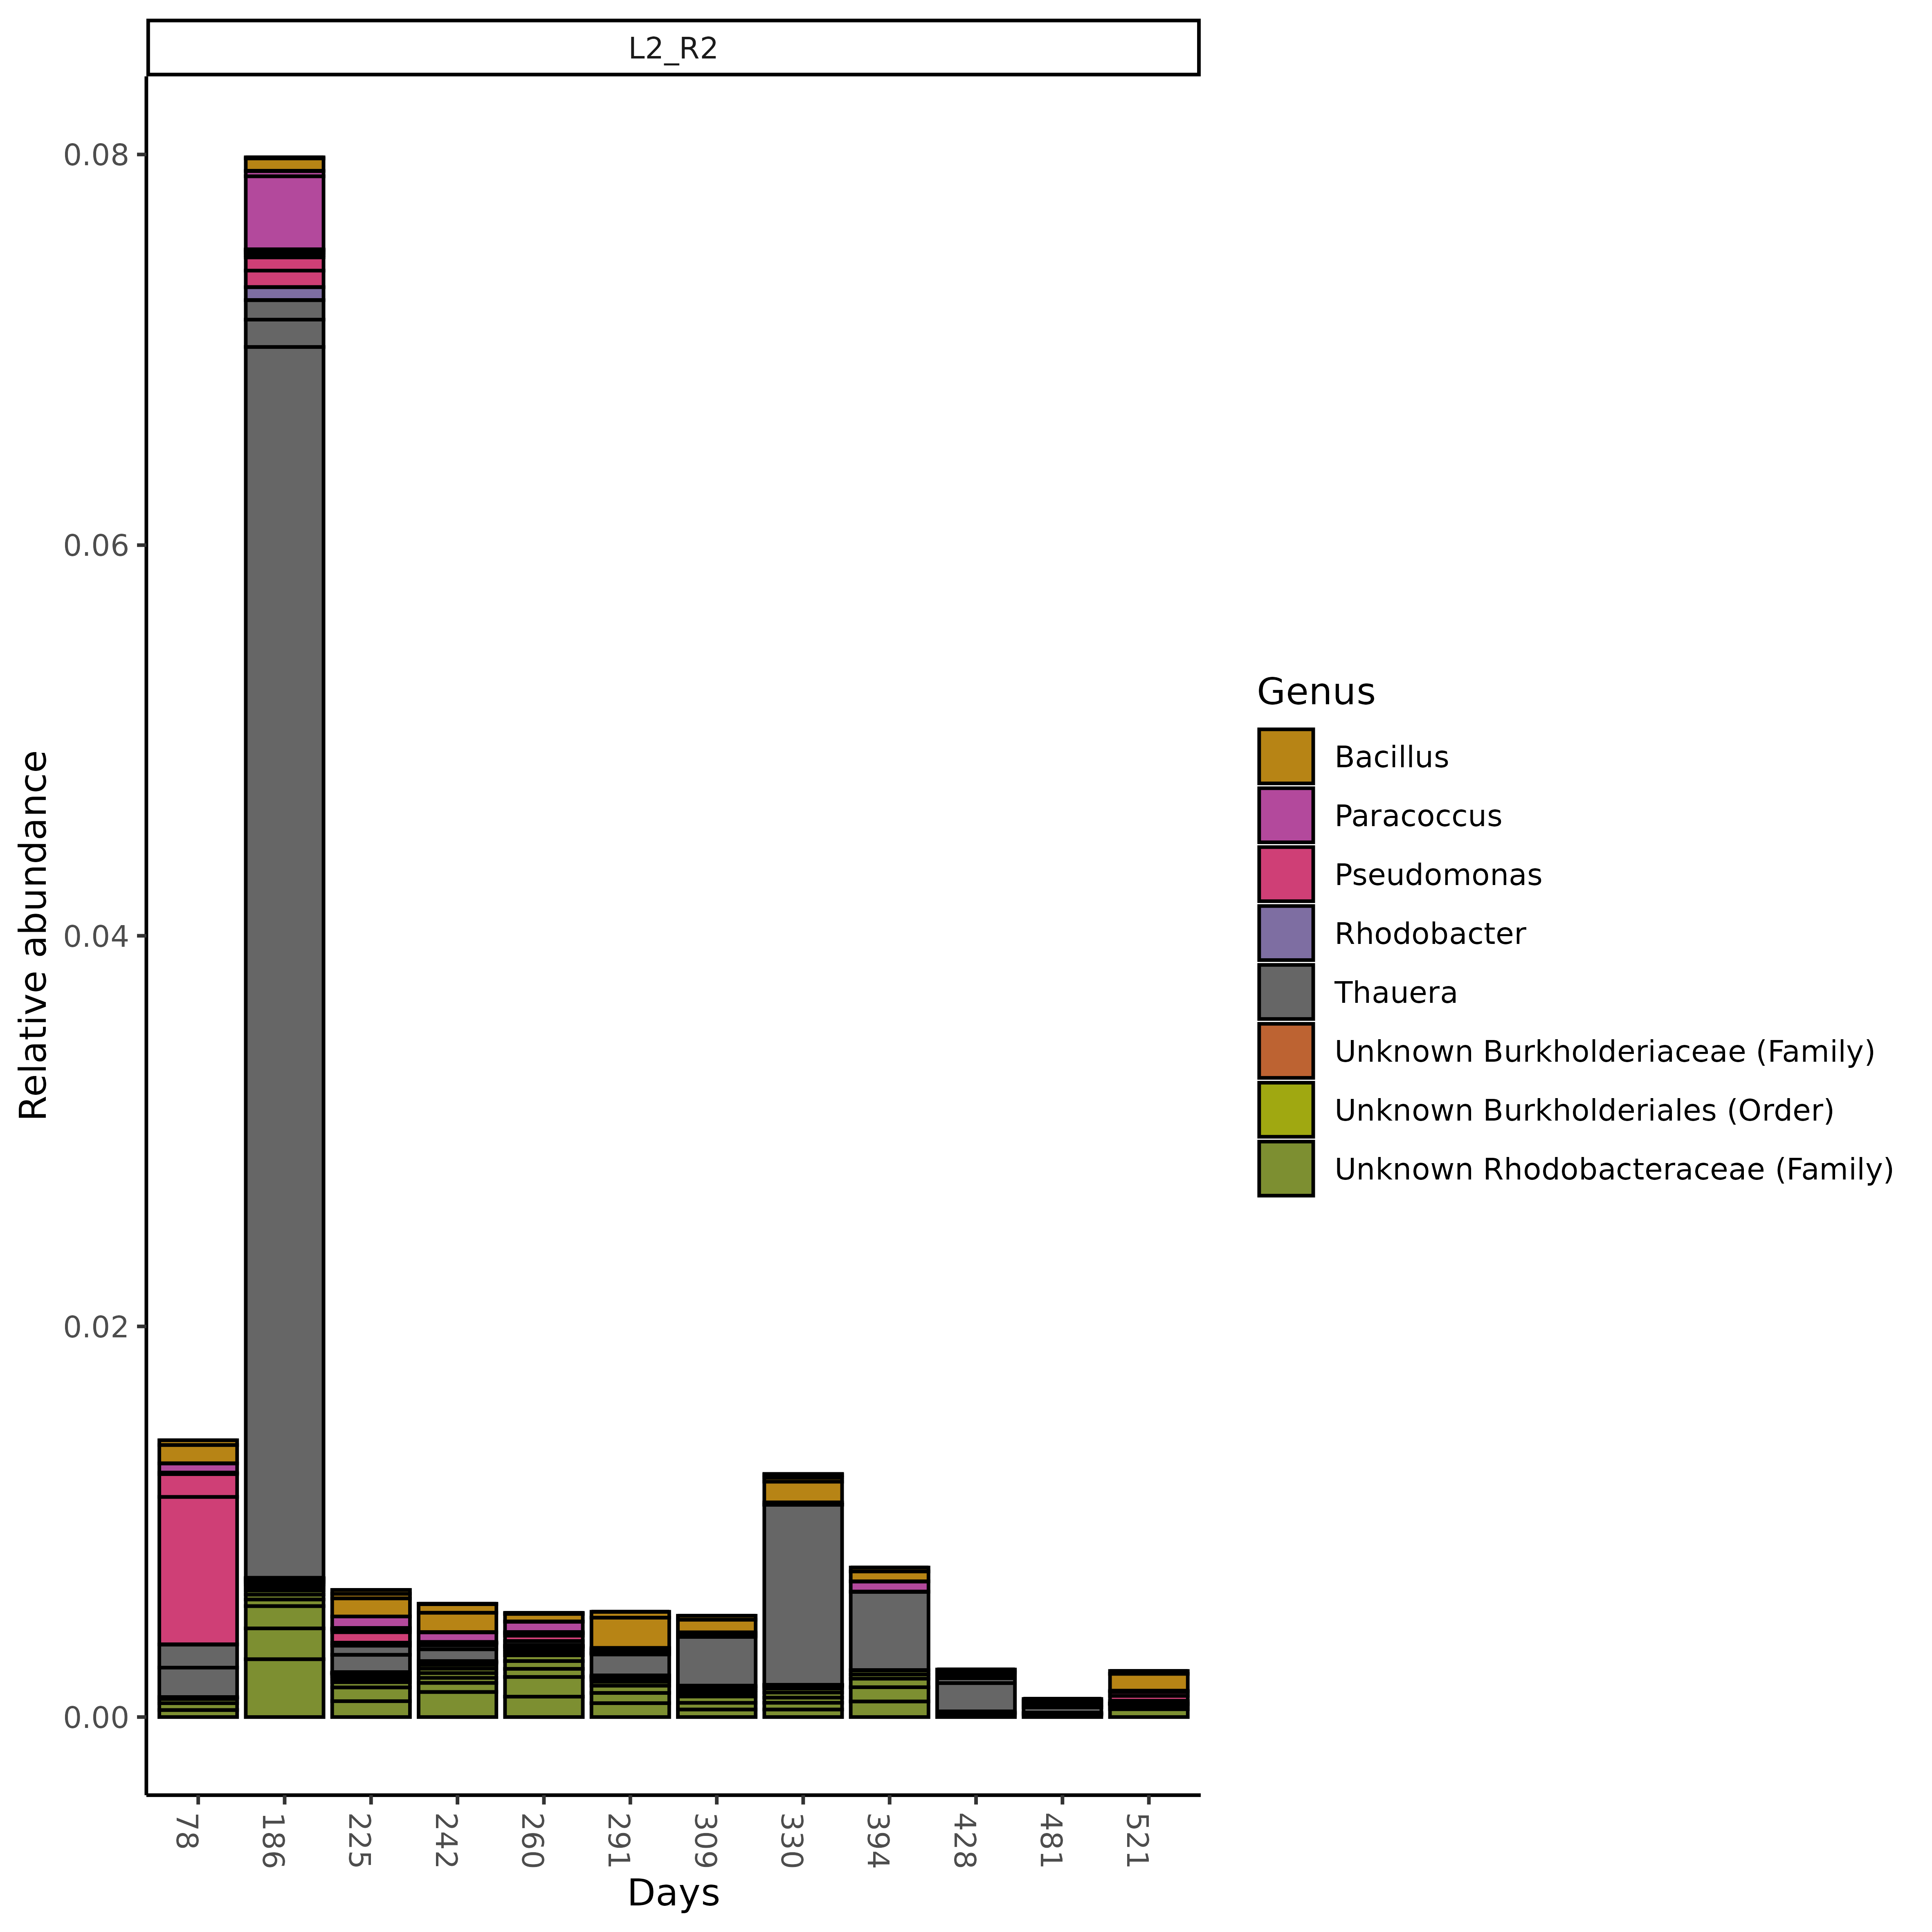 L2_R2
0.08
0.06
0.04
0.02
0.00
Relative abundance
78
186
225
242
260
291
309
330
394
428
481
521
Days
Genus
Bacillus
Paracoccus
Pseudomonas
Rhodobacter
Thauera
Unknown Burkholderiaceae (Family)
Unknown Burkholderiales (Order)
Unknown Rhodobacteraceae (Family)